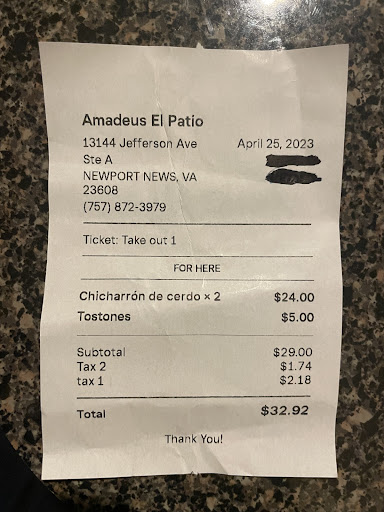 Amadeus El Patio
13144 Jefferson Ave April 25, 2023
Ste A
NEWPORT NEWS, VA
23608
(757) 872-3979
Ticket: Take out 1
FOR HERE
Chicharrón de cerdo × 2 $24.00
Tostones $5.00
Subtotal $29.00
Tax 2 $1.74
tax 1 $2.18
Total $32.92
Thank You!